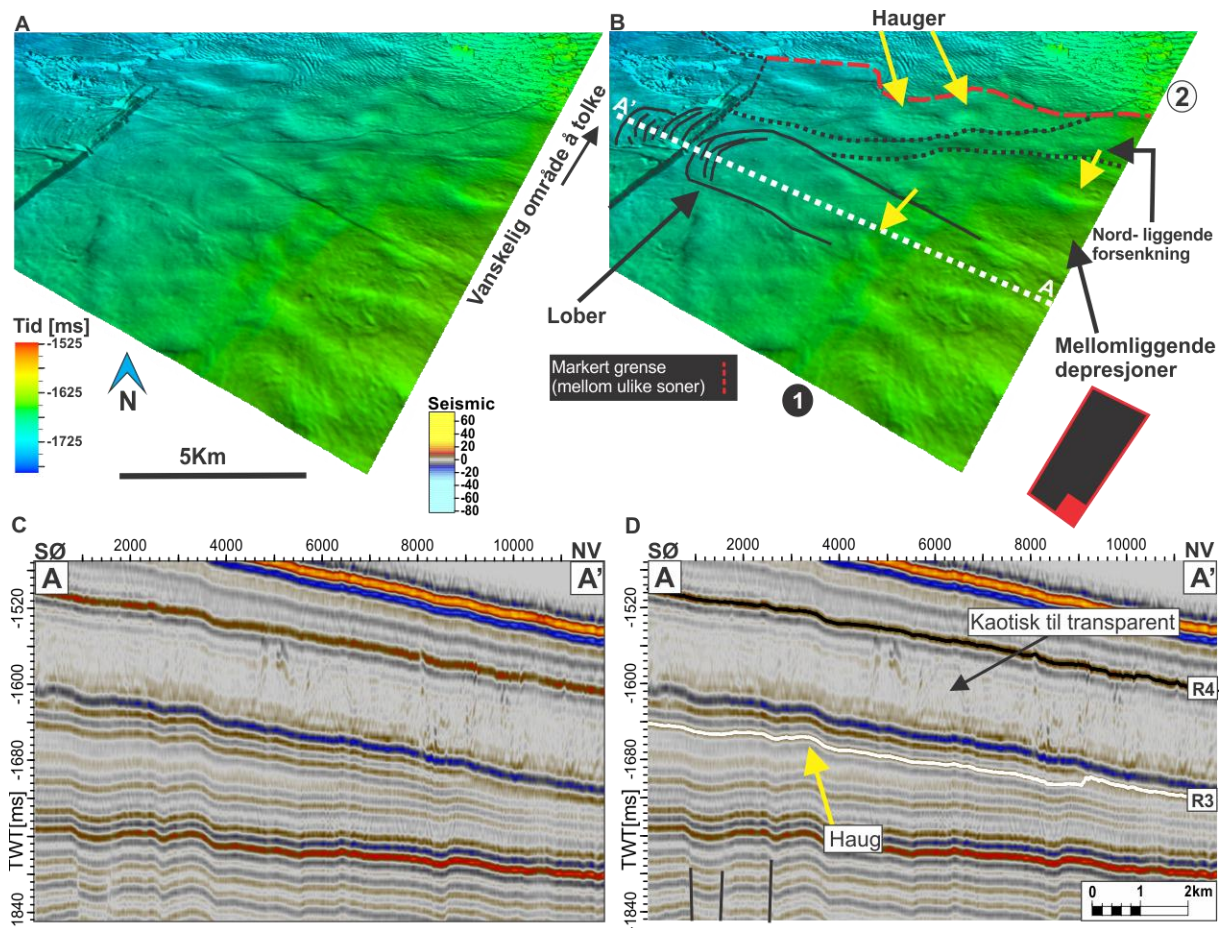 A
Vanskelig område å tolke
Tid [ms]
-1525
-1625
-1725
N
5Km
Seismic
60
40
20
0
-20
-40
-60
-80
B
Hauger
2
A'
A
Nord- liggende
forsenkning
Lober
Mellomliggende
depresjoner
Markert grense
(mellom ulike soner)
1
C
SØ
2000
4000
6000
8000
10000
NV
A
A'
-1520
-1600
-1680
TWT[ms]
-1840
D
SØ
2000
4000
6000
8000
10000
NV
A
A'
-1520
-1600
-1680
TWT[ms]
-1840
Kaotisk til transparent
R4
R3
Haug
0
1
2km